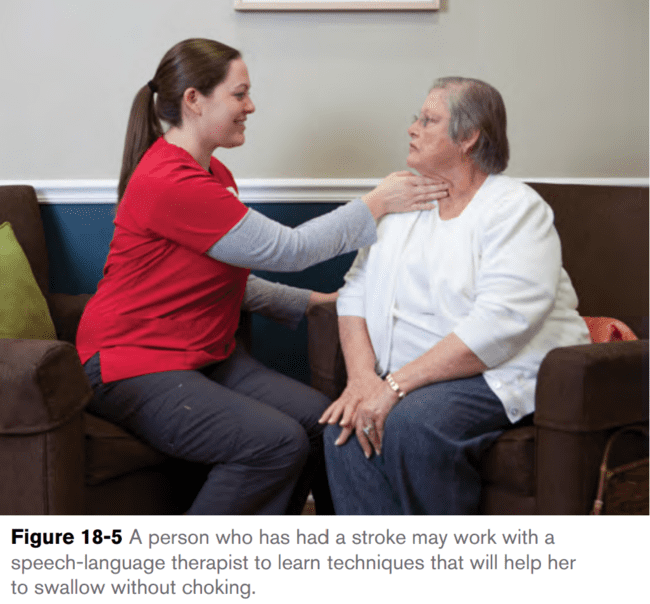 Figure 18-5 A person who has had a stroke may work with a
speech-language therapist to learn techniques that will help her
to swallow without choking.